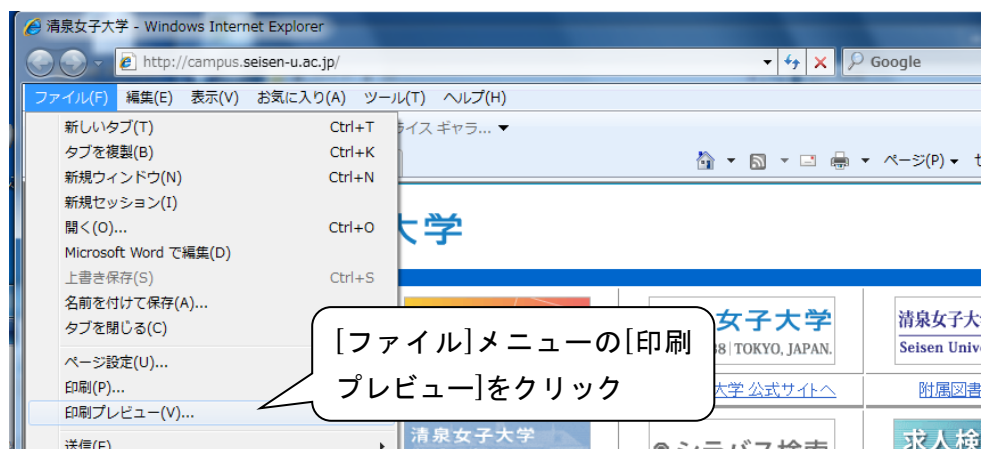 清泉女子大学 - Windows Internet Explorer
http://campus.seisen-u.ac.jp/
Google
ファイル(F) 編集(E) 表示(V) お気に入り(A) ツール(T) ヘルプ(H)
新しいタブ(T) Ctrl+T
ライス ギャラ...
タブを複製(B) Ctrl+K
ページ(P)
新規ウィンドウ(N) Ctrl+N
新規セッション(I)
開く(O)... Ctrl+O
大学
Microsoft Word で編集(D)
上書き保存(S) Ctrl+S
名前を付けて保存(A)...
タブを閉じる(C)
ページ設定(U)...
印刷(P)...
印刷プレビュー(V)...
送信(E)
[ファイル]メニューの[印刷
プレビュー]をクリック
女子大学
38 | TOKYO, JAPAN.
大学 公式サイトへ
清泉女子大
Seisen Univ
附属図書
清泉女子大学
シラバス検索
求人検